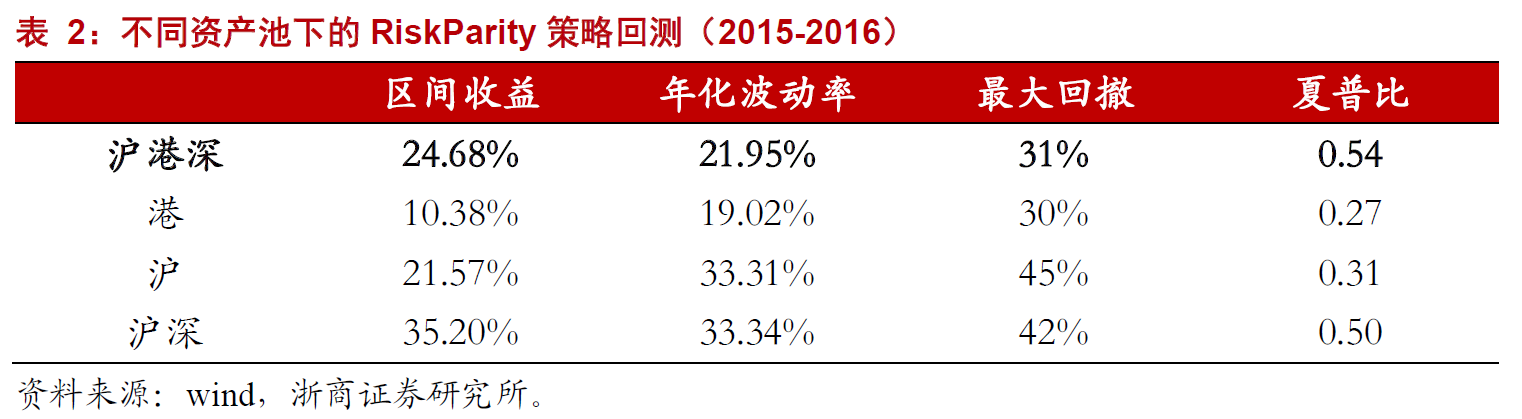 表 2：不同资产池下的 RiskParity 策略回测（2015-2016）
区间收益 年化波动率 最大回撤 夏普比
沪港深 24.68% 21.95% 31% 0.54
港 10.38% 19.02% 30% 0.27
沪 21.57% 33.31% 45% 0.31
沪深 35.20% 33.34% 42% 0.50
资料来源：wind，浙商证券研究所。